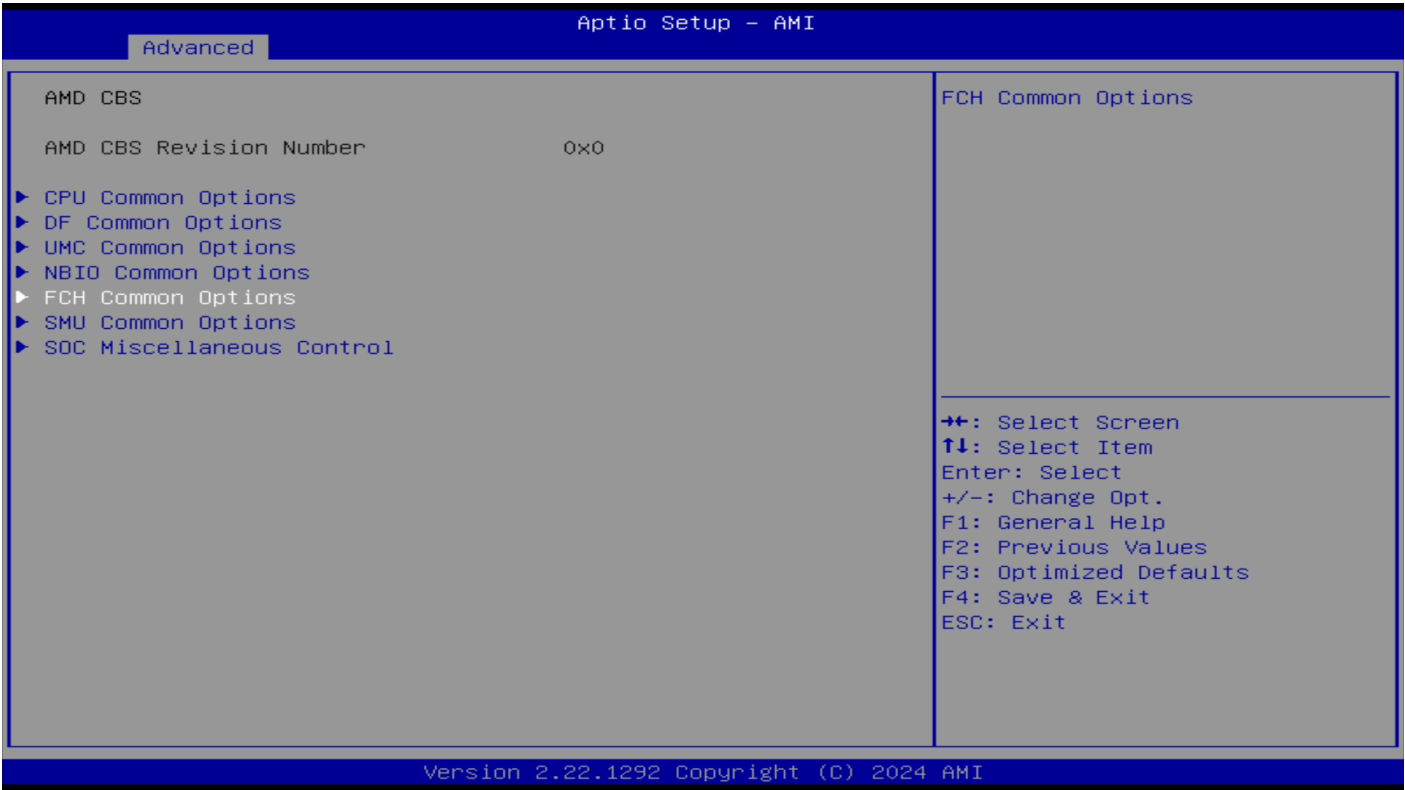 Aptio Setup – AMI
Advanced
AMD CBS
AMD CBS Revision Number 0x0
► CPU Common Options
► DF Common Options
► UMC Common Options
► NBIO Common Options
► FCH Common Options
► SMU Common Options
► SOC Miscellaneous Control
FCH Common Options
→←: Select Screen
↑↓: Select Item
Enter: Select
+/-: Change Opt.
F1: General Help
F2: Previous Values
F3: Optimized Defaults
F4: Save & Exit
ESC: Exit
Version 2.22.1292 Copyright (C) 2024 AMI